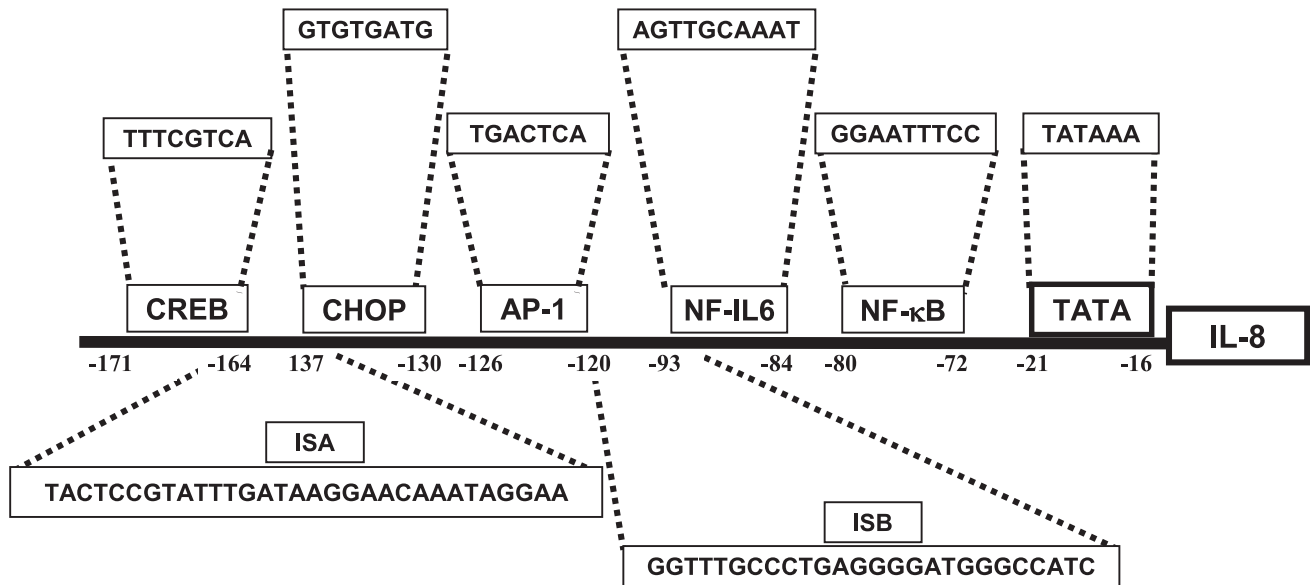 GTGTGATG
AGTTGCAAAT
TTTCGTCA
TGACTCA
GGAATTTCC
TATAAA
CREB
CHOP
AP-1
NF-IL6
NF-κB
TATA
IL-8
-171
-164
137
-130
-126
-120
-93
-84
-80
-72
-21
-16
ISA
TACTCCGTATTTGATAAGGAACAAATAGGAA
ISB
GGTTTGCCCTGAGGGGATGGGCCATC